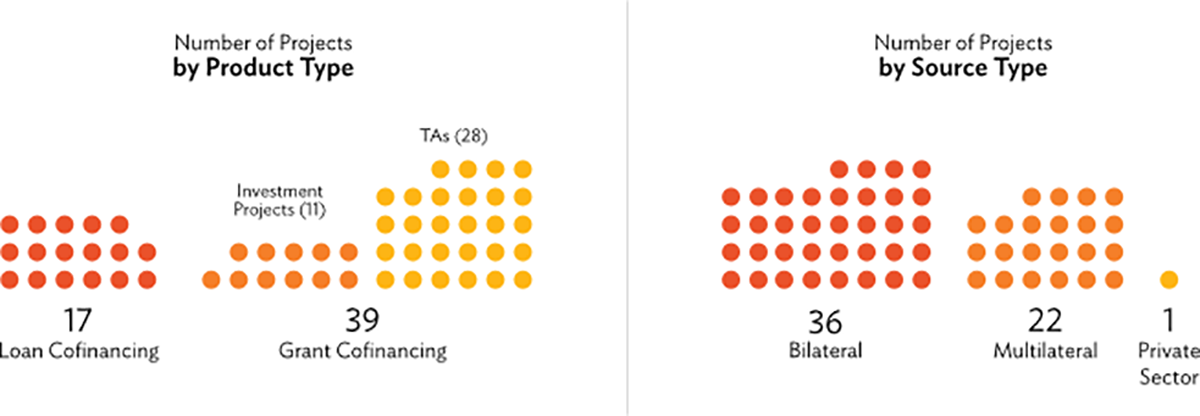 Number of Projects
by Product Type
TAs (28)
Investment
Projects (11)
17
Loan Cofinancing
39
Grant Cofinancing
Number of Projects
by Source Type
36
Bilateral
22
Multilateral
1
Private
Sector